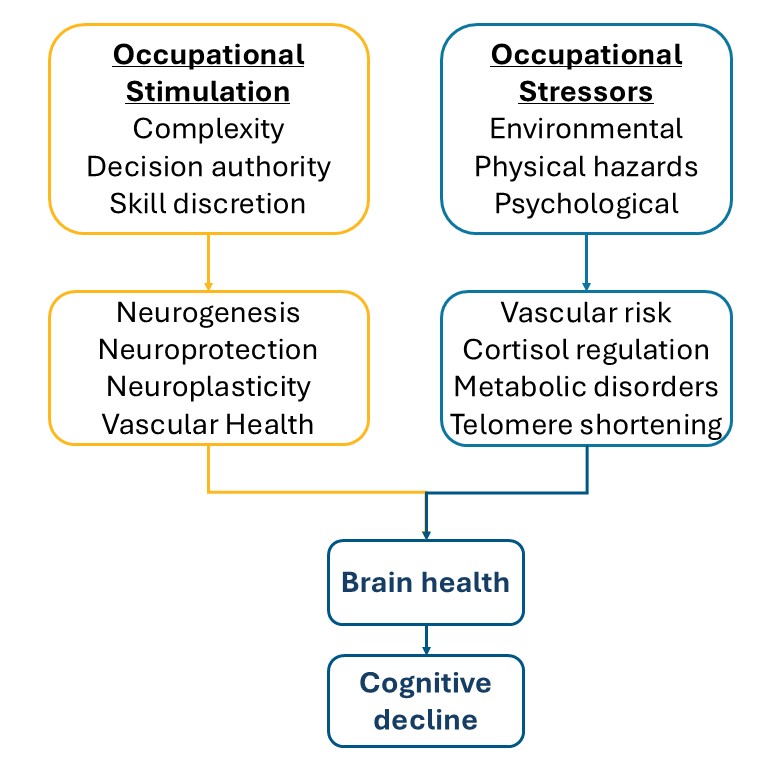 Occupational
Stimulation
Complexity
Decision authority
Skill discretion
Occupational
Stressors
Environmental
Physical hazards
Psychological
Neurogenesis
Neuroprotection
Neuroplasticity
Vascular Health
Vascular risk
Cortisol regulation
Metabolic disorders
Telomere shortening
Brain health
Cognitive
decline